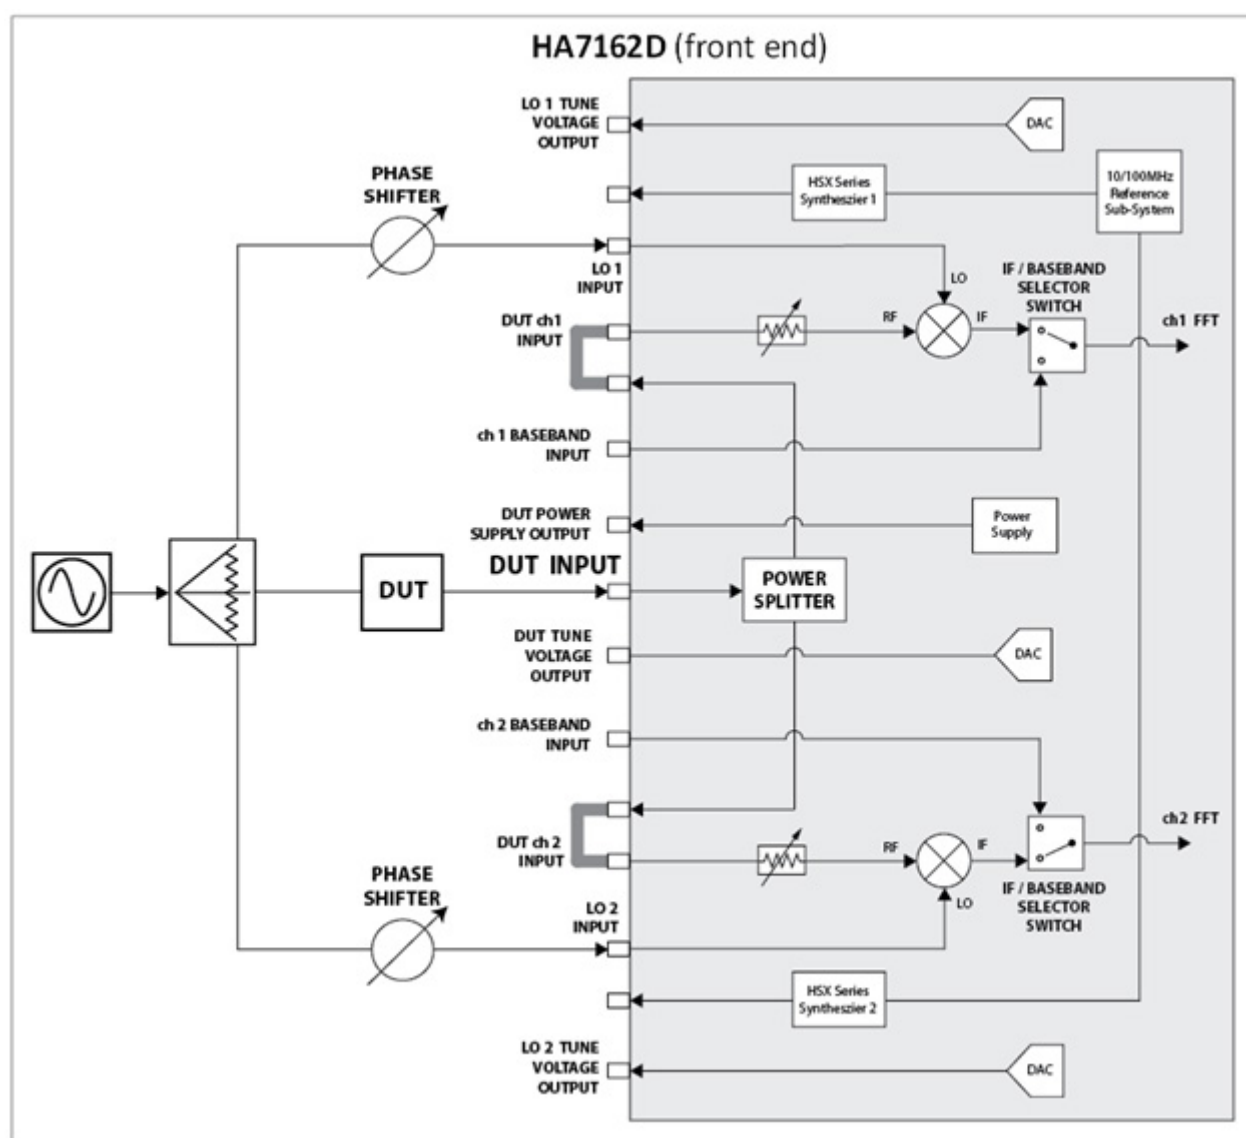 HA7162D (front end)
LO 1 TUNE
VOLTAGE
OUTPUT
DAC
PHASE
SHIFTER
HSX Series
Syntheszier 1
10/100MHz
Reference
Sub-System
LO 1
INPUT
LO
IF / BASEBAND
SELECTOR
SWITCH
DUT ch1
INPUT
RF
IF
ch1 FFT
ch 1 BASEBAND
INPUT
DUT POWER
SUPPLY OUTPUT
Power
Supply
DUT INPUT
DUT
POWER
SPLITTER
DUT TUNE
VOLTAGE
OUTPUT
DAC
ch 2 BASEBAND
INPUT
DUT ch 2
INPUT
RF
IF
ch2 FFT
LO
IF / BASEBAND
SELECTOR
SWITCH
PHASE
SHIFTER
LO 2
INPUT
HSX Series
Syntheszier 2
LO 2 TUNE
VOLTAGE
OUTPUT
DAC